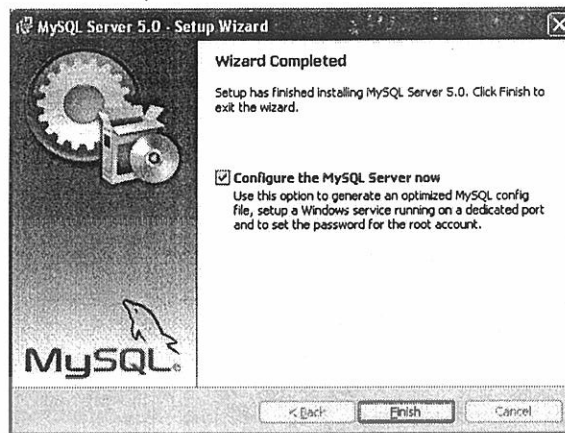 MySQL Server 5.0 - Setup Wizard
Wizard Completed
Setup has finished installing MySQL Server 5.0. Click Finish to
exit the wizard.
Configure the MySQL Server now
Use this option to generate an optimized MySQL config
file, setup a Windows service running on a dedicated port
and to set the password for the root account.
MySQL®
< Back
Finish
Cancel